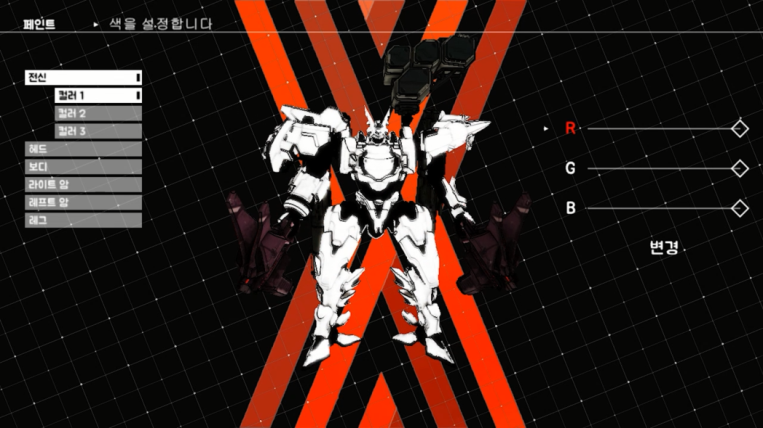 페인트 ▸ 색을 설정합니다
전신
컬러 1
컬러 2
컬러 3
헤드
보디
라이트 암
레프트 암
레그
R
G
B
변경